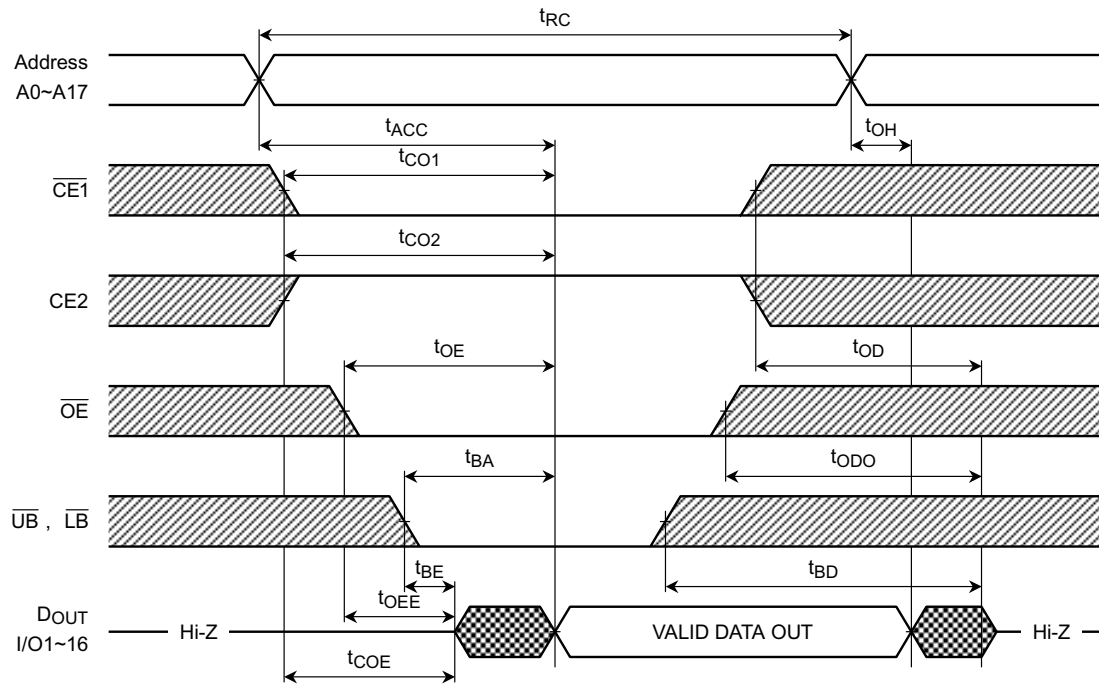 tRC
Address
A0~A17
tACC
tOH
tCO1
CE1
tCO2
CE2
tOE
tOD
OE
tBA
tODO
UB , LB
tBE
tBD
tOEE
DOUT
I/O1~16
Hi-Z
VALID DATA OUT
Hi-Z
tCOE